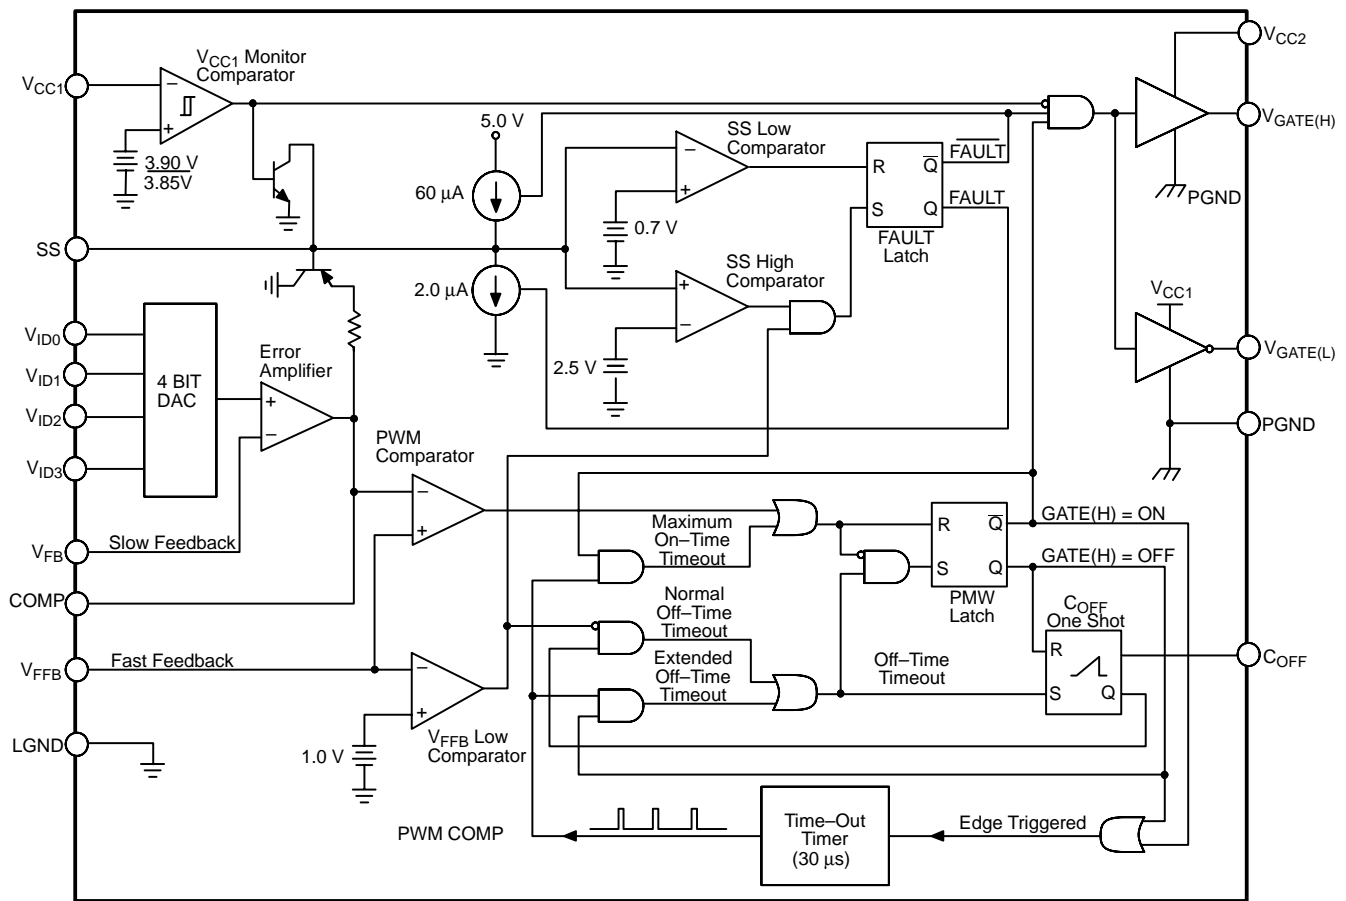 VCC2
VCC1 Monitor
Comparator
VCC1
−
+
3.90 V
3.85V
5.0 V
60 μA
SS Low
Comparator
−
+
0.7 V
FAULT
R
Q
S
Q
FAULT
FAULT
Latch
VGATE(H)
PGND
SS
2.0 μA
SS High
Comparator
+
−
2.5 V
VCC1
VGATE(L)
PGND
VID0
VID1
VID2
VID3
4 BIT
DAC
Error
Amplifier
+
−
PWM
Comparator
−
+
VFB
Slow Feedback
COMP
VFFB
Fast Feedback
LGND
Maximum
On–Time
Timeout
Normal
Off–Time
Timeout
Extended
Off–Time
Timeout
R
Q
S
Q
PMW
Latch
GATE(H) = ON
GATE(H) = OFF
COFF
One Shot
R
S
Q
COFF
Off–Time
Timeout
−
+
1.0 V
VFFB Low
Comparator
PWM COMP
Time–Out
Timer
(30 μs)
Edge Triggered